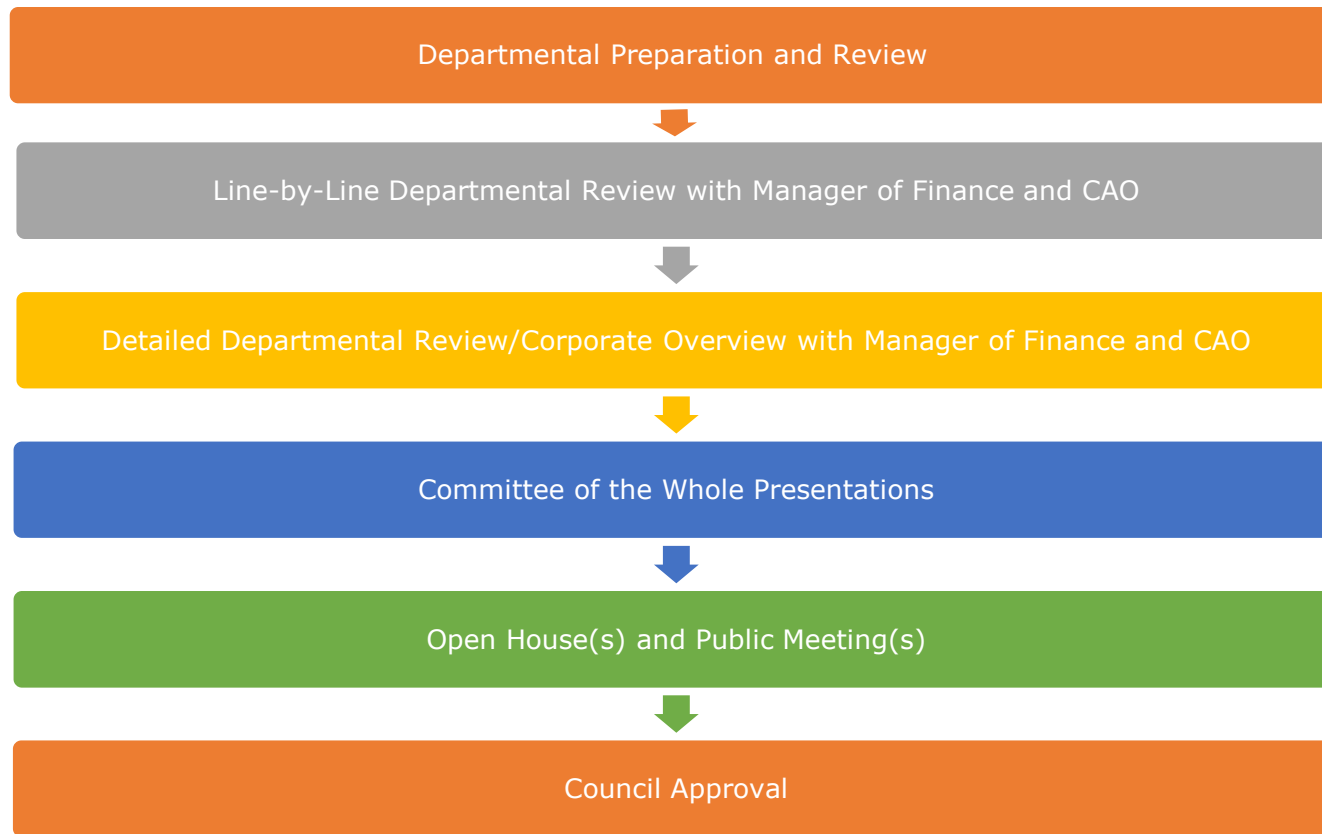 Departmental Preparation and Review
Line-by-Line Departmental Review with Manager of Finance and CAO
Detailed Departmental Review/Corporate Overview with Manager of Finance and CAO
Committee of the Whole Presentations
Open House(s) and Public Meeting(s)
Council Approval